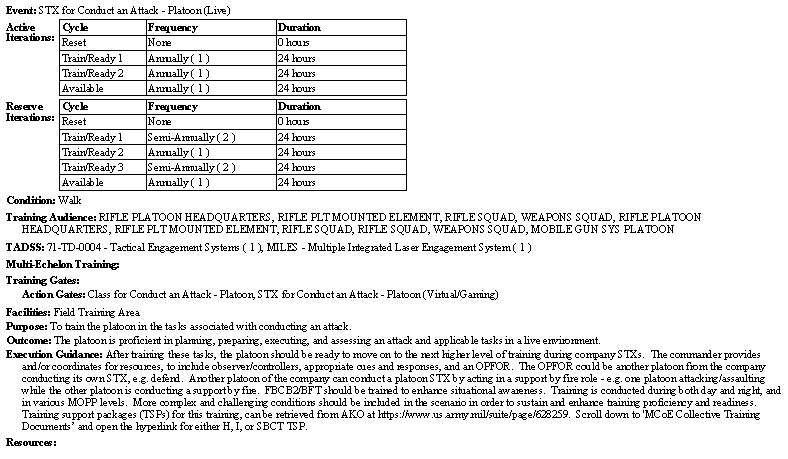 Event: STX for Conduct an Attack - Platoon (Live)
Active Iterations:
Cycle Frequency Duration
Reset None 0 hours
Train/Ready 1 Annually ( 1 ) 24 hours
Train/Ready 2 Annually ( 1 ) 24 hours
Available Annually ( 1 ) 24 hours
Reserve Iterations:
Cycle Frequency Duration
Reset None 0 hours
Train/Ready 1 Semi-Annually ( 2 ) 24 hours
Train/Ready 2 Annually ( 1 ) 24 hours
Train/Ready 3 Semi-Annually ( 2 ) 24 hours
Available Annually ( 1 ) 24 hours
Condition: Walk
Training Audience: RIFLE PLATOON HEADQUARTERS, RIFLE PLT MOUNTED ELEMENT, RIFLE SQUAD, WEAPONS SQUAD, RIFLE PLATOON
HEADQUARTERS, RIFLE PLT MOUNTED ELEMENT, RIFLE SQUAD, RIFLE SQUAD, WEAPONS SQUAD, MOBILE GUN SYS PLATOON
TADSS: 71-TD-0004 - Tactical Engagement Systems ( 1 ), MILES - Multiple Integrated Laser Engagement System ( 1 )
Multi-Echelon Training:
Training Gates:
Action Gates: Class for Conduct an Attack - Platoon, STX for Conduct an Attack - Platoon (Virtual/Gaming)
Facilities: Field Training Area
Purpose: To train the platoon in the tasks associated with conducting an attack.
Outcome: The platoon is proficient in planning, preparing, executing, and assessing an attack and applicable tasks in a live environment.
Execution Guidance: After training these tasks, the platoon should be ready to move on to the next higher level of training during company STXs. The commander provides
and/or coordinates for resources, to include observer/controllers, appropriate cues and responses, and an OPFOR. The OPFOR could be another platoon from the company
conducting its own STX, e.g. defend. Another platoon of the company can conduct a platoon STX by acting in a support by fire role - e.g. one platoon attacking/assaulting
while the other platoon is conducting a support by fire. FBCB2/BFT should be trained to enhance situational awareness. Training is conducted during both day and night, and
in various MOPP levels. More complex and challenging conditions should be included in the scenario in order to sustain and enhance training proficiency and readiness.
Training support packages (TSPs) for this training, can be retrieved from AKO at https://www.us.army.mil/suite/page/628259. Scroll down to 'MCoE Collective Training
Documents' and open the hyperlink for either H, I, or SBCT TSP.
Resources: